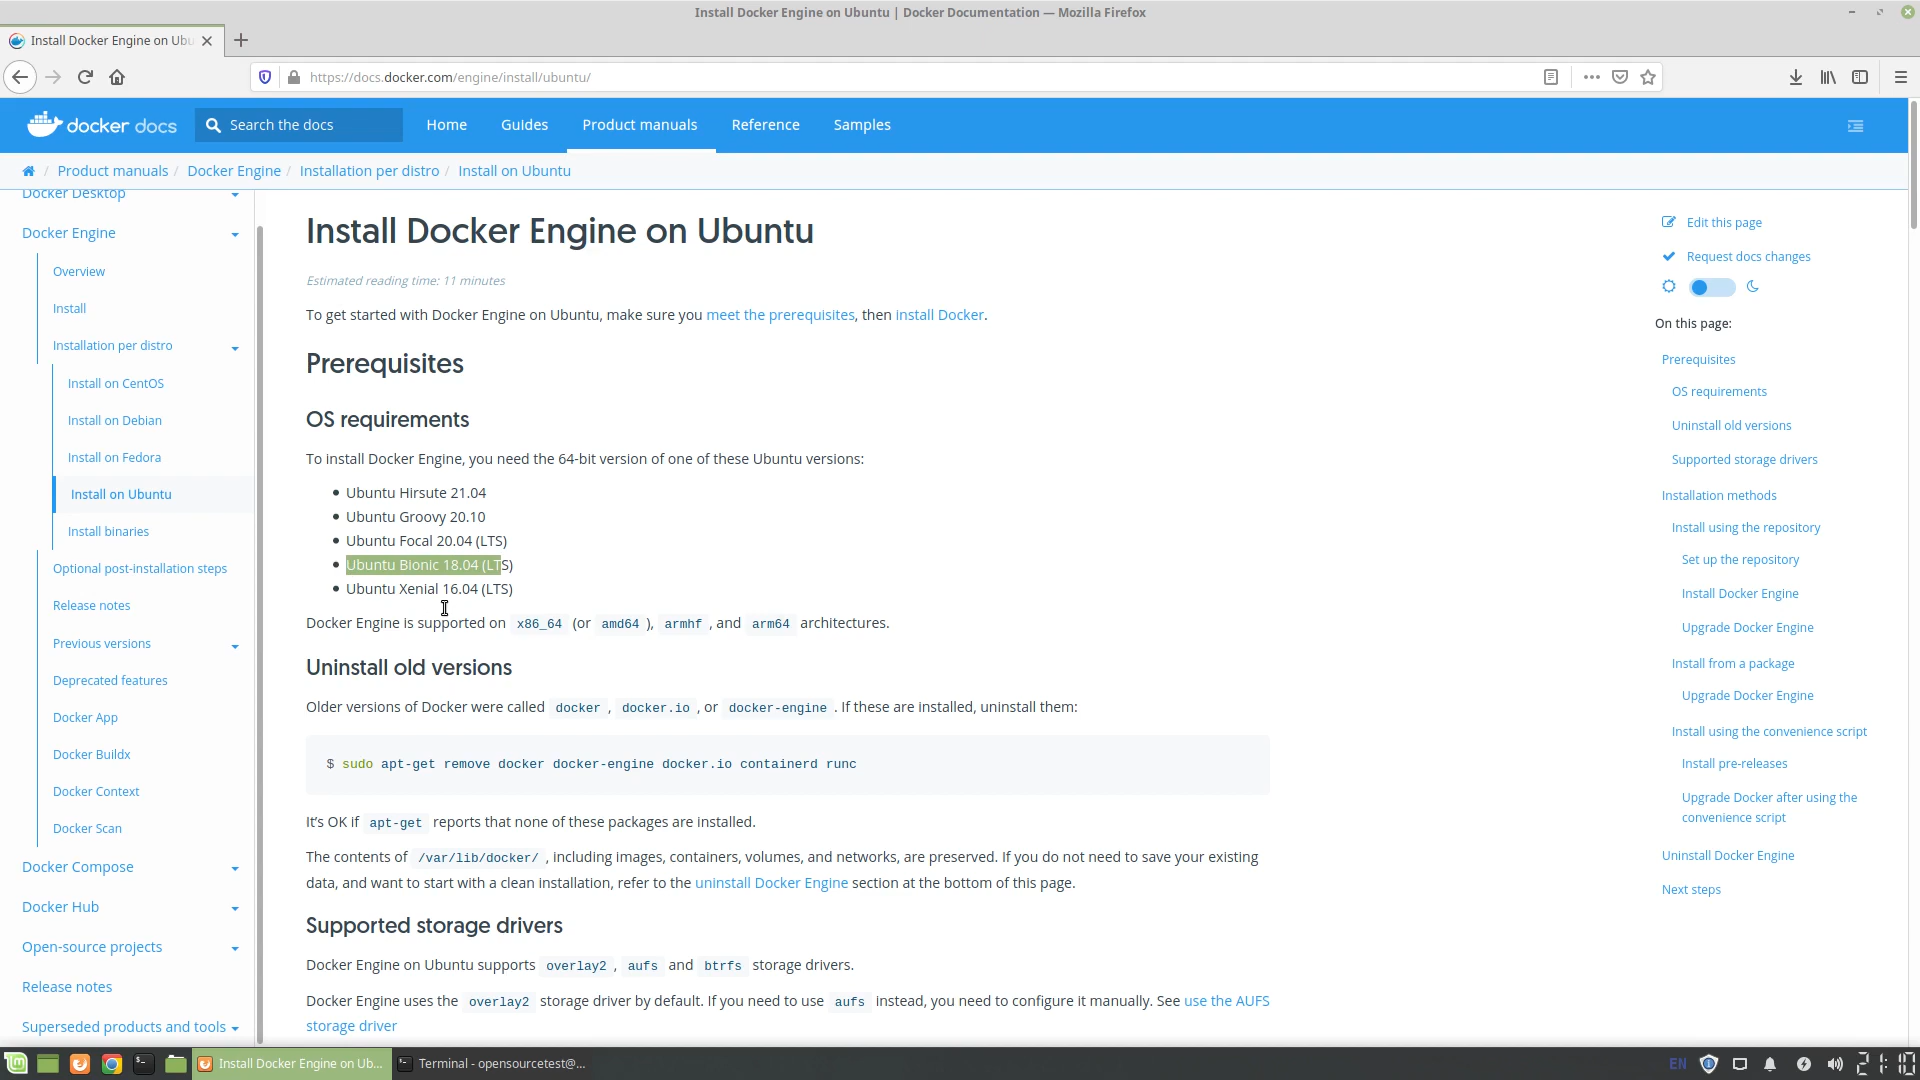 Install Docker Engine on Ubuntu | Docker Documentation — Mozilla Firefox
Install Docker Engine on Ubu
https://docs.docker.com/engine/install/ubuntu/
docker docs
Search the docs
Home
Guides
Product manuals
Reference
Samples
/ Product manuals / Docker Engine / Installation per distro / Install on Ubuntu
Docker Desktop
Docker Engine
Overview
Install
Installation per distro
Install on CentOS
Install on Debian
Install on Fedora
Install on Ubuntu
Install binaries
Optional post-installation steps
Release notes
Previous versions
Deprecated features
Docker App
Docker Buildx
Docker Context
Docker Scan
Docker Compose
Docker Hub
Open-source projects
Release notes
Superseded products and tools
Install Docker Engine on Ubuntu
Estimated reading time: 11 minutes
To get started with Docker Engine on Ubuntu, make sure you meet the prerequisites, then install Docker.
Prerequisites
OS requirements
To install Docker Engine, you need the 64-bit version of one of these Ubuntu versions:
• Ubuntu Hirsute 21.04
• Ubuntu Groovy 20.10
• Ubuntu Focal 20.04 (LTS)
• Ubuntu Bionic 18.04 (LTS)
• Ubuntu Xenial 16.04 (LTS)
Docker Engine is supported on x86_64 (or amd64 ), armhf , and arm64 architectures.
Uninstall old versions
Older versions of Docker were called docker , docker.io , or docker-engine . If these are installed, uninstall them:
$ sudo apt-get remove docker docker-engine docker.io containerd runc
It’s OK if apt-get reports that none of these packages are installed.
The contents of /var/lib/docker/ , including images, containers, volumes, and networks, are preserved. If you do not need to save your existing
data, and want to start with a clean installation, refer to the uninstall Docker Engine section at the bottom of this page.
Supported storage drivers
Docker Engine on Ubuntu supports overlay2 , aufs and btrfs storage drivers.
Docker Engine uses the overlay2 storage driver by default. If you need to use aufs instead, you need to configure it manually. See use the AUFS
storage driver
Edit this page
Request docs changes
On this page:
Prerequisites
OS requirements
Uninstall old versions
Supported storage drivers
Installation methods
Install using the repository
Set up the repository
Install Docker Engine
Upgrade Docker Engine
Install from a package
Upgrade Docker Engine
Install using the convenience script
Install pre-releases
Upgrade Docker after using the
convenience script
Uninstall Docker Engine
Next steps
Install Docker Engine on Ub...
Terminal - opensourcetest@...
EN
21:10